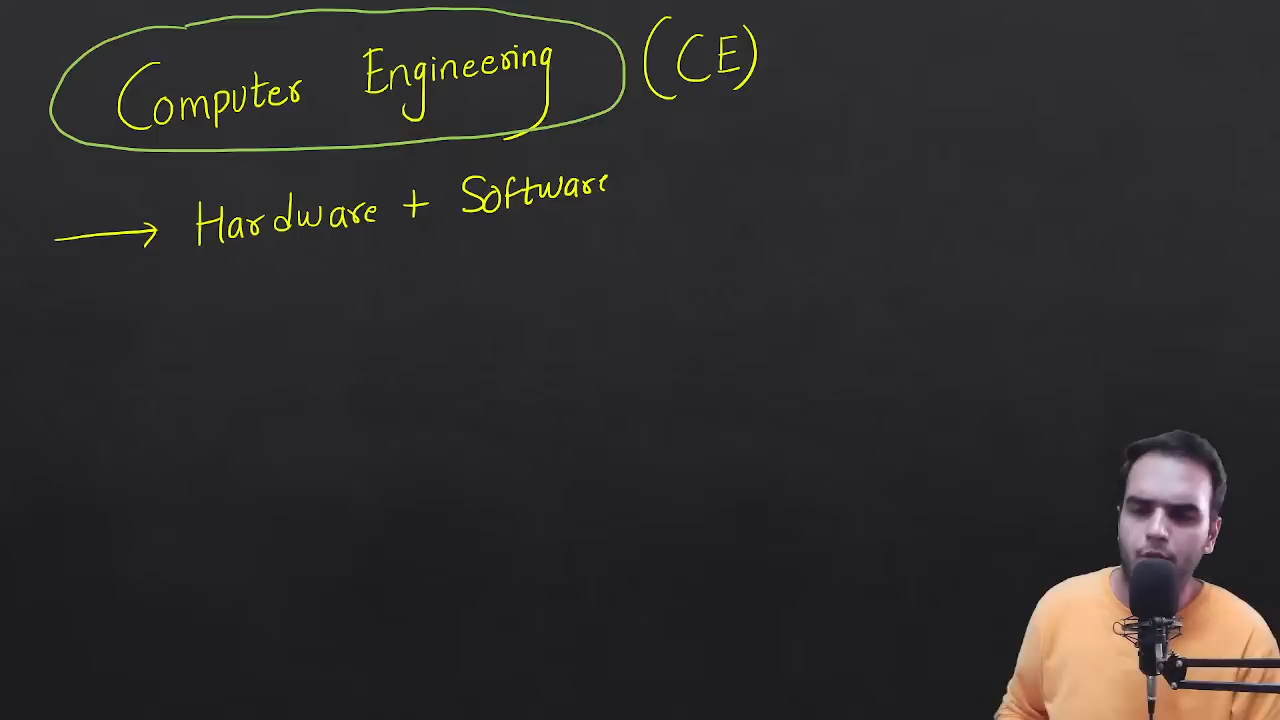 Computer Engineering (CE)
→ Hardware + Software